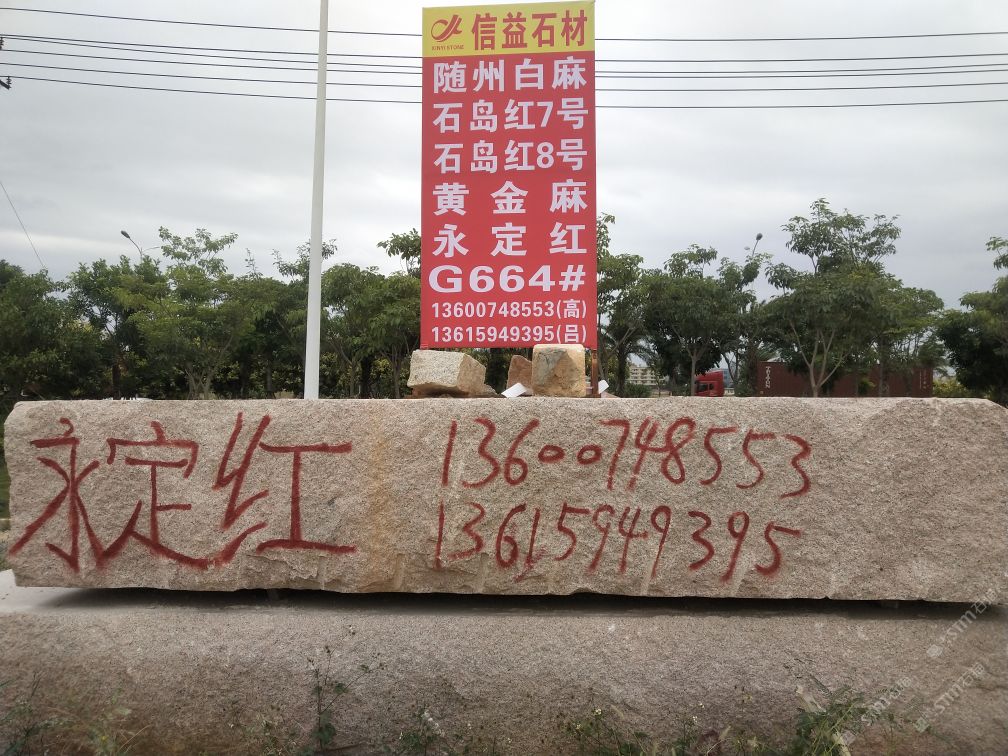 信益石材
XINYI STONE
随州白麻
石岛红7号
石岛红8号
黄金麻
永定红
G664#
13600748553(高)
13615949395(吕)
永定红
13600748553
13615949395